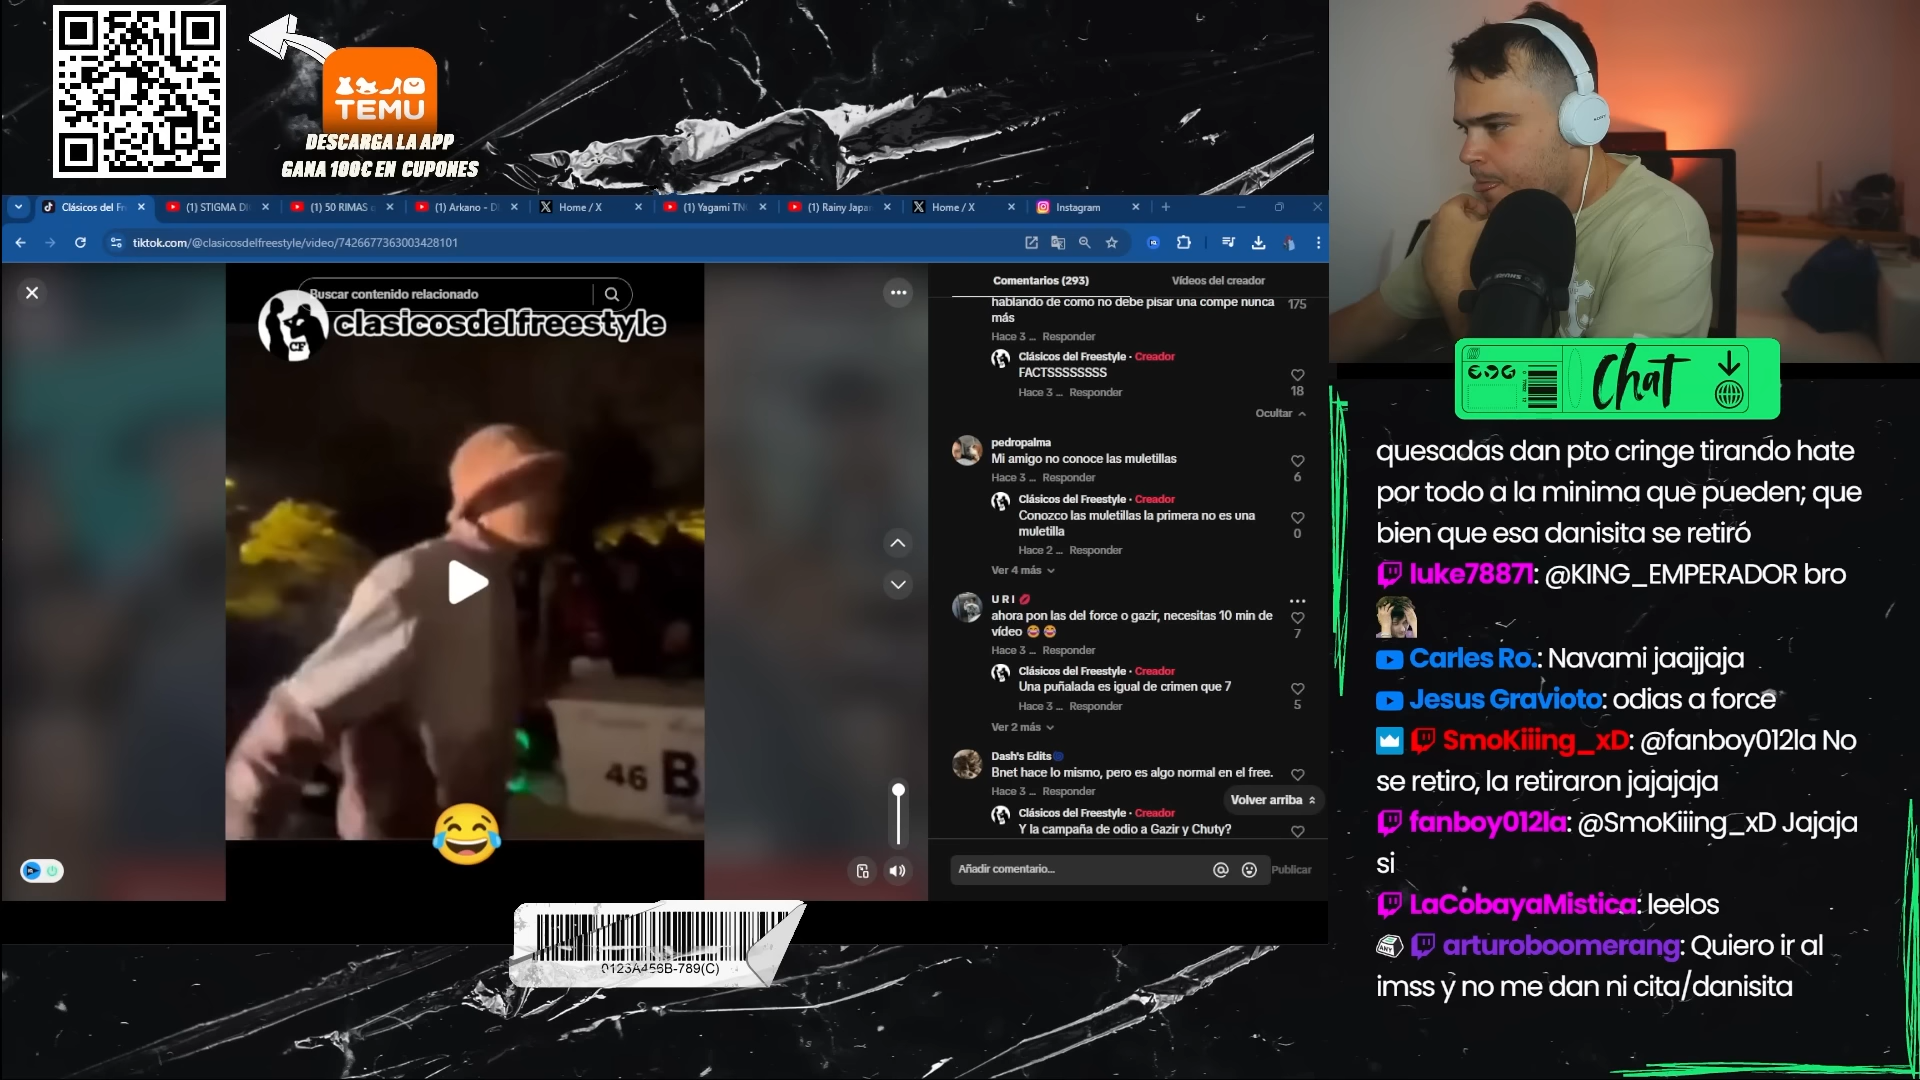 TEMU
DESCARGA LA APP
GANA 100€ EN CUPONES
Clásicos del Fr
(1) STIGMA DI
(1) 50 RIMAS
(1) Arkano - D
Home / X
(1) Yagami TN
(1) Rainy Japa
Home / X
Instagram
tiktok.com/@clasicosdelfreestyle/video/7426677363003428101
Buscar contenido relacionado
CF
clasicosdelfreestyle
46 B
Comentarios (293)
Vídeos del creador
hablando de como no debe pisar una compe nunca
más
175
Hace 3 ... Responder
Clásicos del Freestyle · Creador
FACTSSSSSSSS
18
Hace 3 ... Responder
Ocultar
pedropalma
Mi amigo no conoce las muletillas
Hace 3 ... Responder
6
Clásicos del Freestyle · Creador
Conozco las muletillas la primera no es una
muletilla
0
Hace 2 ... Responder
Ver 4 más
U R I
ahora pon las del force o gazir, necesitas 10 min de
vídeo
7
Hace 3 ... Responder
Clásicos del Freestyle · Creador
Una puñalada es igual de crimen que 7
5
Hace 3 ... Responder
Ver 2 más
Dash's Edits
Bnet hace lo mismo, pero es algo normal en el free.
Hace 3 ... Responder
Volver arriba
Clásicos del Freestyle · Creador
Y la campaña de odio a Gazir y Chuty?
Añadir comentario...
Publicar
0123A456B-789(C)
SONY
Chat
quesadas dan pto cringe tirando hate
por todo a la minima que pueden; que
bien que esa danisita se retiró
luke78871: @KING_EMPERADOR bro
Carles Ro.: Navami jaajjaja
Jesus Gravioto: odias a force
SmoKiiing_xD: @fanboy012la No
se retiro, la retiraron jajajaja
fanboy012la: @SmoKiiing_xD Jajaja
si
LaCobayaMistica: leelos
arturoboomerang: Quiero ir al
imss y no me dan ni cita/danisita